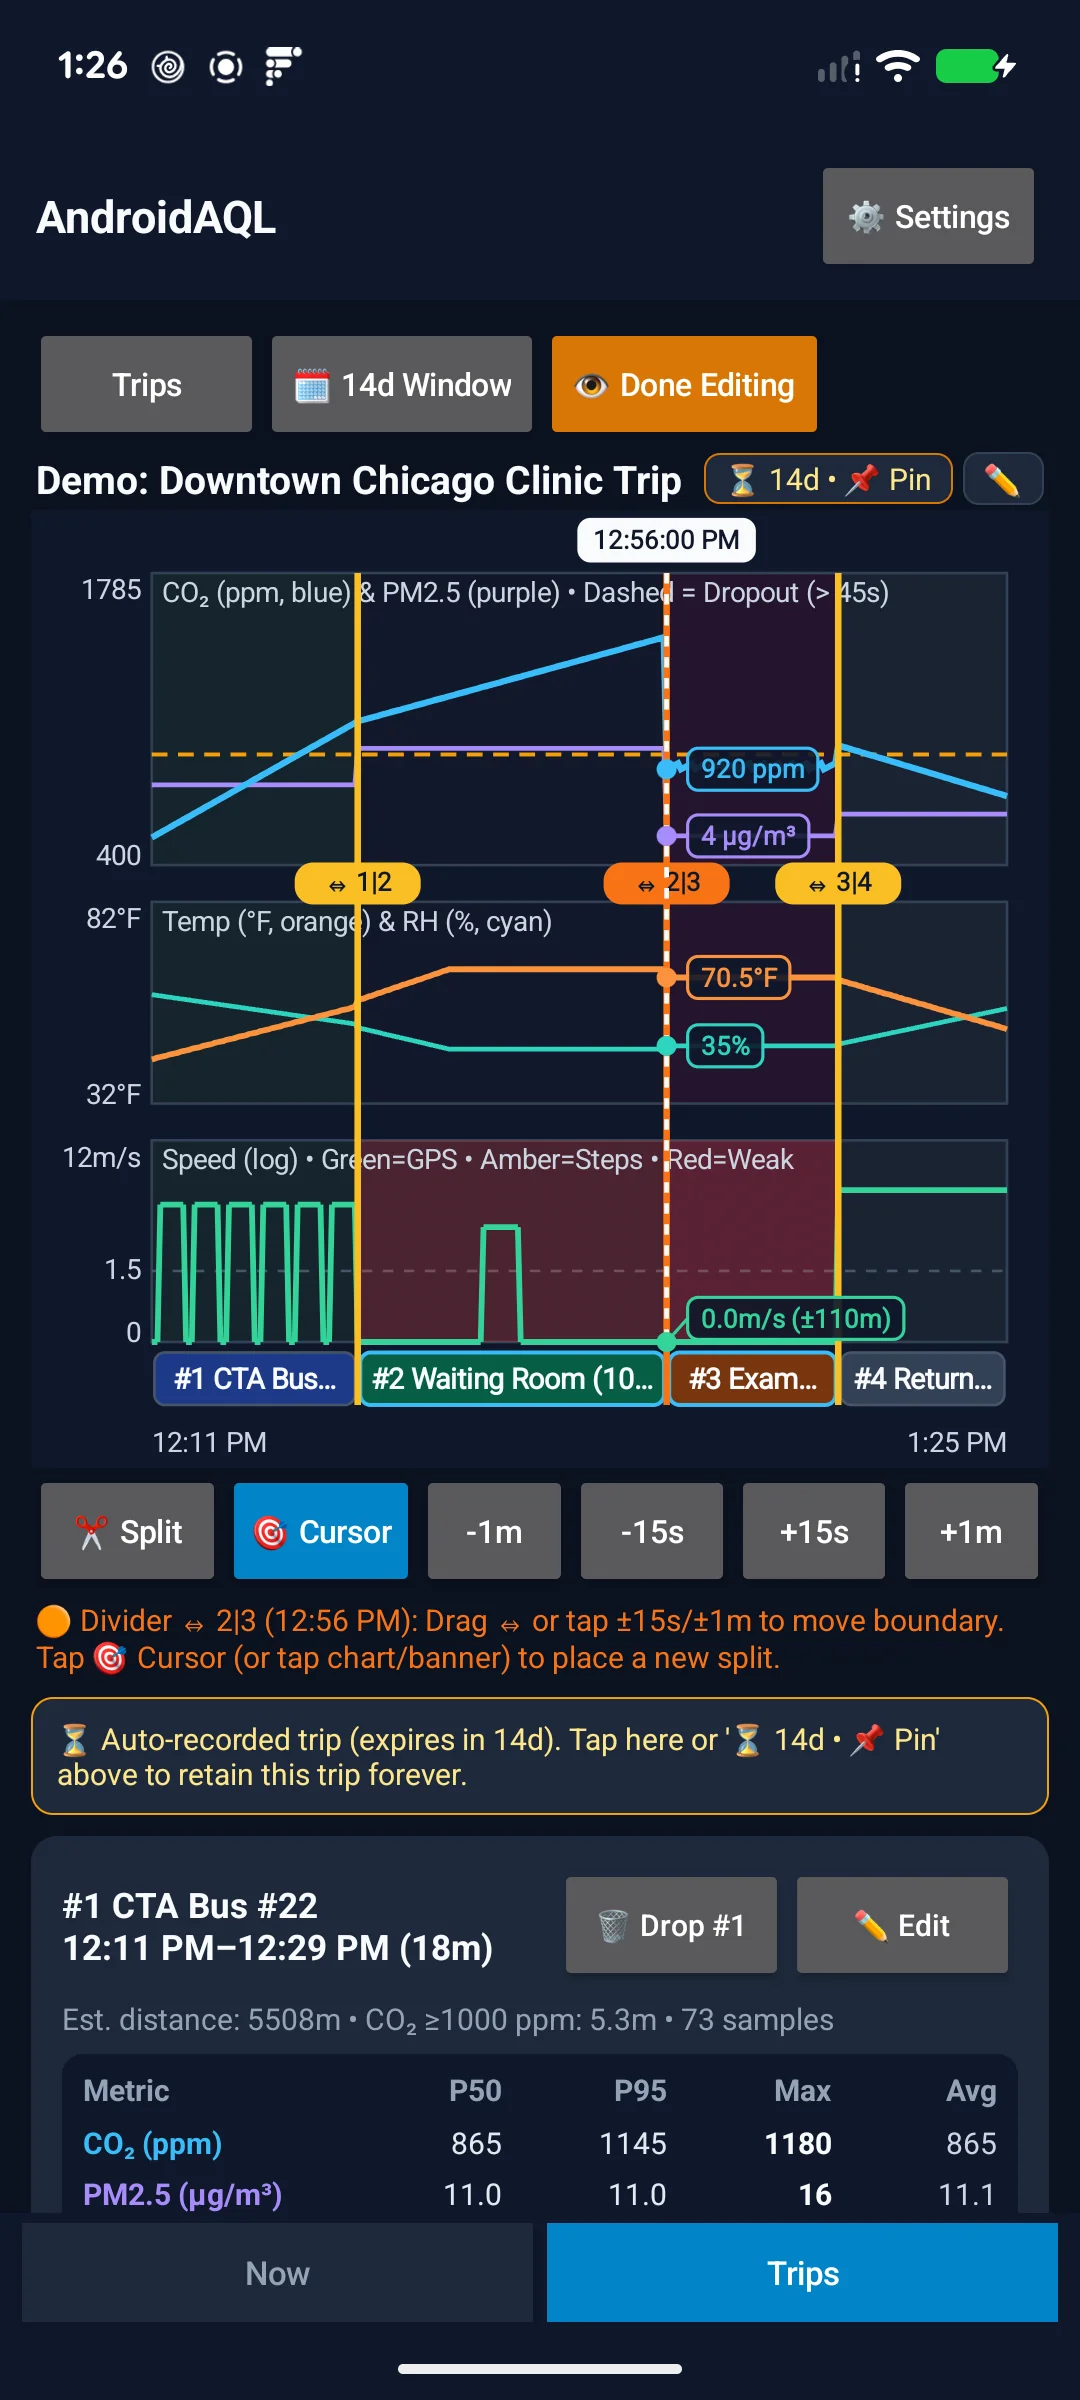 1:26
AndroidAQL
⚙️ Settings
Trips
🗓️ 14d Window
👁️ Done Editing
Demo: Downtown Chicago Clinic Trip
⏳ 14d • 📌 Pin
✏️
12:56:00 PM
1785
CO₂ (ppm, blue) & PM2.5 (purple) • Dashed = Dropout (> 45s)
920 ppm
4 µg/m³
400
⇔ 1|2
⇔ 2|3
⇔ 3|4
82°F
Temp (°F, orange) & RH (%, cyan)
70.5°F
35%
32°F
12m/s
Speed (log) • Green=GPS • Amber=Steps • Red=Weak
1.5
0.0m/s (±110m)
0
#1 CTA Bus...
#2 Waiting Room (10...
#3 Exam...
#4 Return...
12:11 PM
1:25 PM
✂️ Split
🎯 Cursor
-1m
-15s
+15s
+1m
🟠 Divider ⇔ 2|3 (12:56 PM): Drag ⇔ or tap ±15s/±1m to move boundary.
Tap 🎯 Cursor (or tap chart/banner) to place a new split.
⏳ Auto-recorded trip (expires in 14d). Tap here or '⏳ 14d • 📌 Pin'
above to retain this trip forever.
#1 CTA Bus #22
12:11 PM–12:29 PM (18m)
🗑️ Drop #1
✏️ Edit
Est. distance: 5508m • CO₂ ≥1000 ppm: 5.3m • 73 samples
Metric P50 P95 Max Avg
CO₂ (ppm) 865 1145 1180 865
PM2.5 (µg/m³) 11.0 11.0 16 11.1
Now
Trips